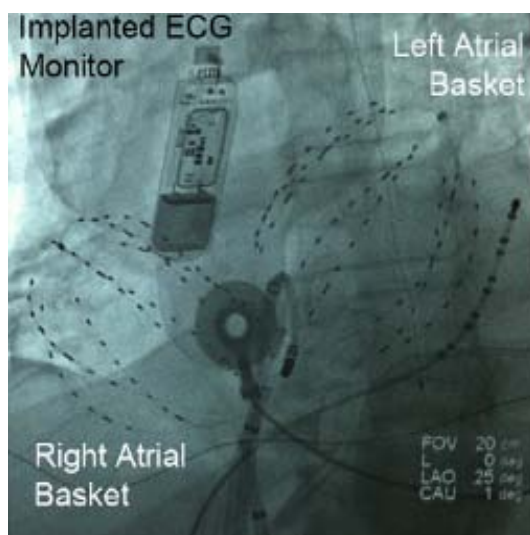 Implanted ECG
Monitor
Left Atrial
Basket
Right Atrial
Basket
FOV 20 cm
L 0 deg
LAO 25 deg
CAU 1 deg